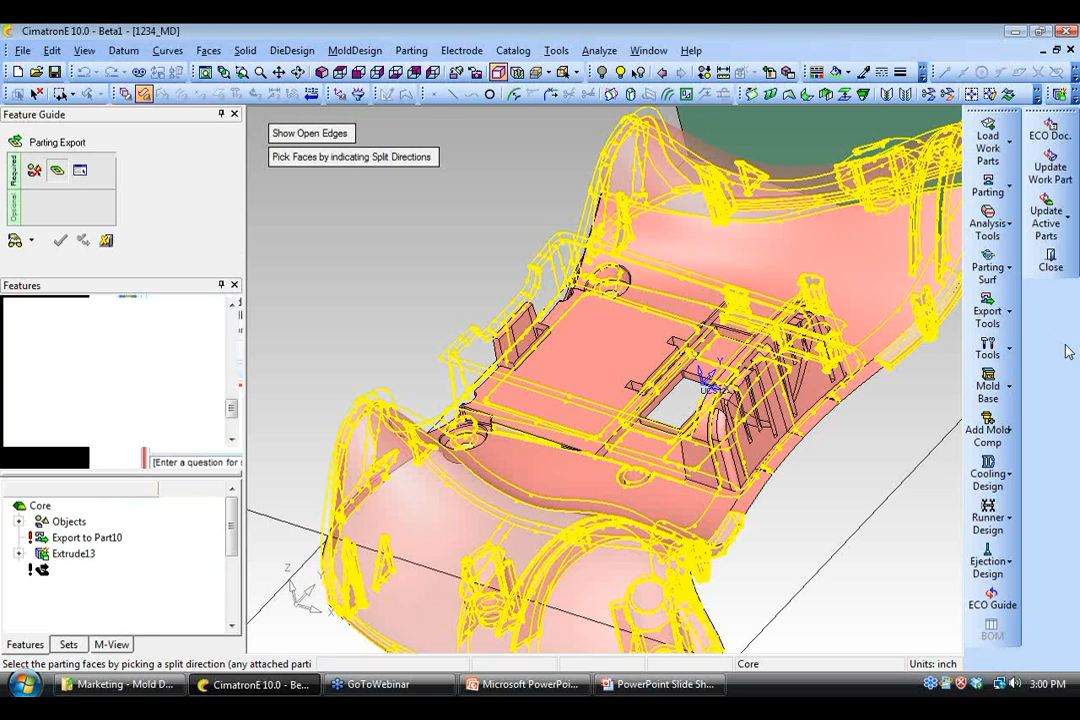 CimatronE 10.0 - Beta1 - [1234_MD]
File Edit View Datum Curves Faces Solid DieDesign MoldDesign Parting Electrode Catalog Tools Analyze Window Help
Feature Guide
Parting Export
Required
Optional
Features
[Enter a question for
Core
Objects
Export to Part10
Extrude13
Features Sets M-View
Select the parting faces by picking a split direction (any attached parti
Show Open Edges
Pick Faces by indicating Split Directions
Load Work Parts
Parting
Analysis Tools
Parting Surf
Export Tools
Tools
Mold Base
Add Mold Comp
Cooling Design
Runner Design
Ejection Design
ECO Guide
BOM
ECO Doc.
Update Work Part
Update Active Parts
Close
Y
Z
X
Core
Units: inch
Marketing - Mold D...
CimatronE 10.0 - Be...
GoToWebinar
Microsoft PowerPo...
PowerPoint Slide Sh...
3:00 PM